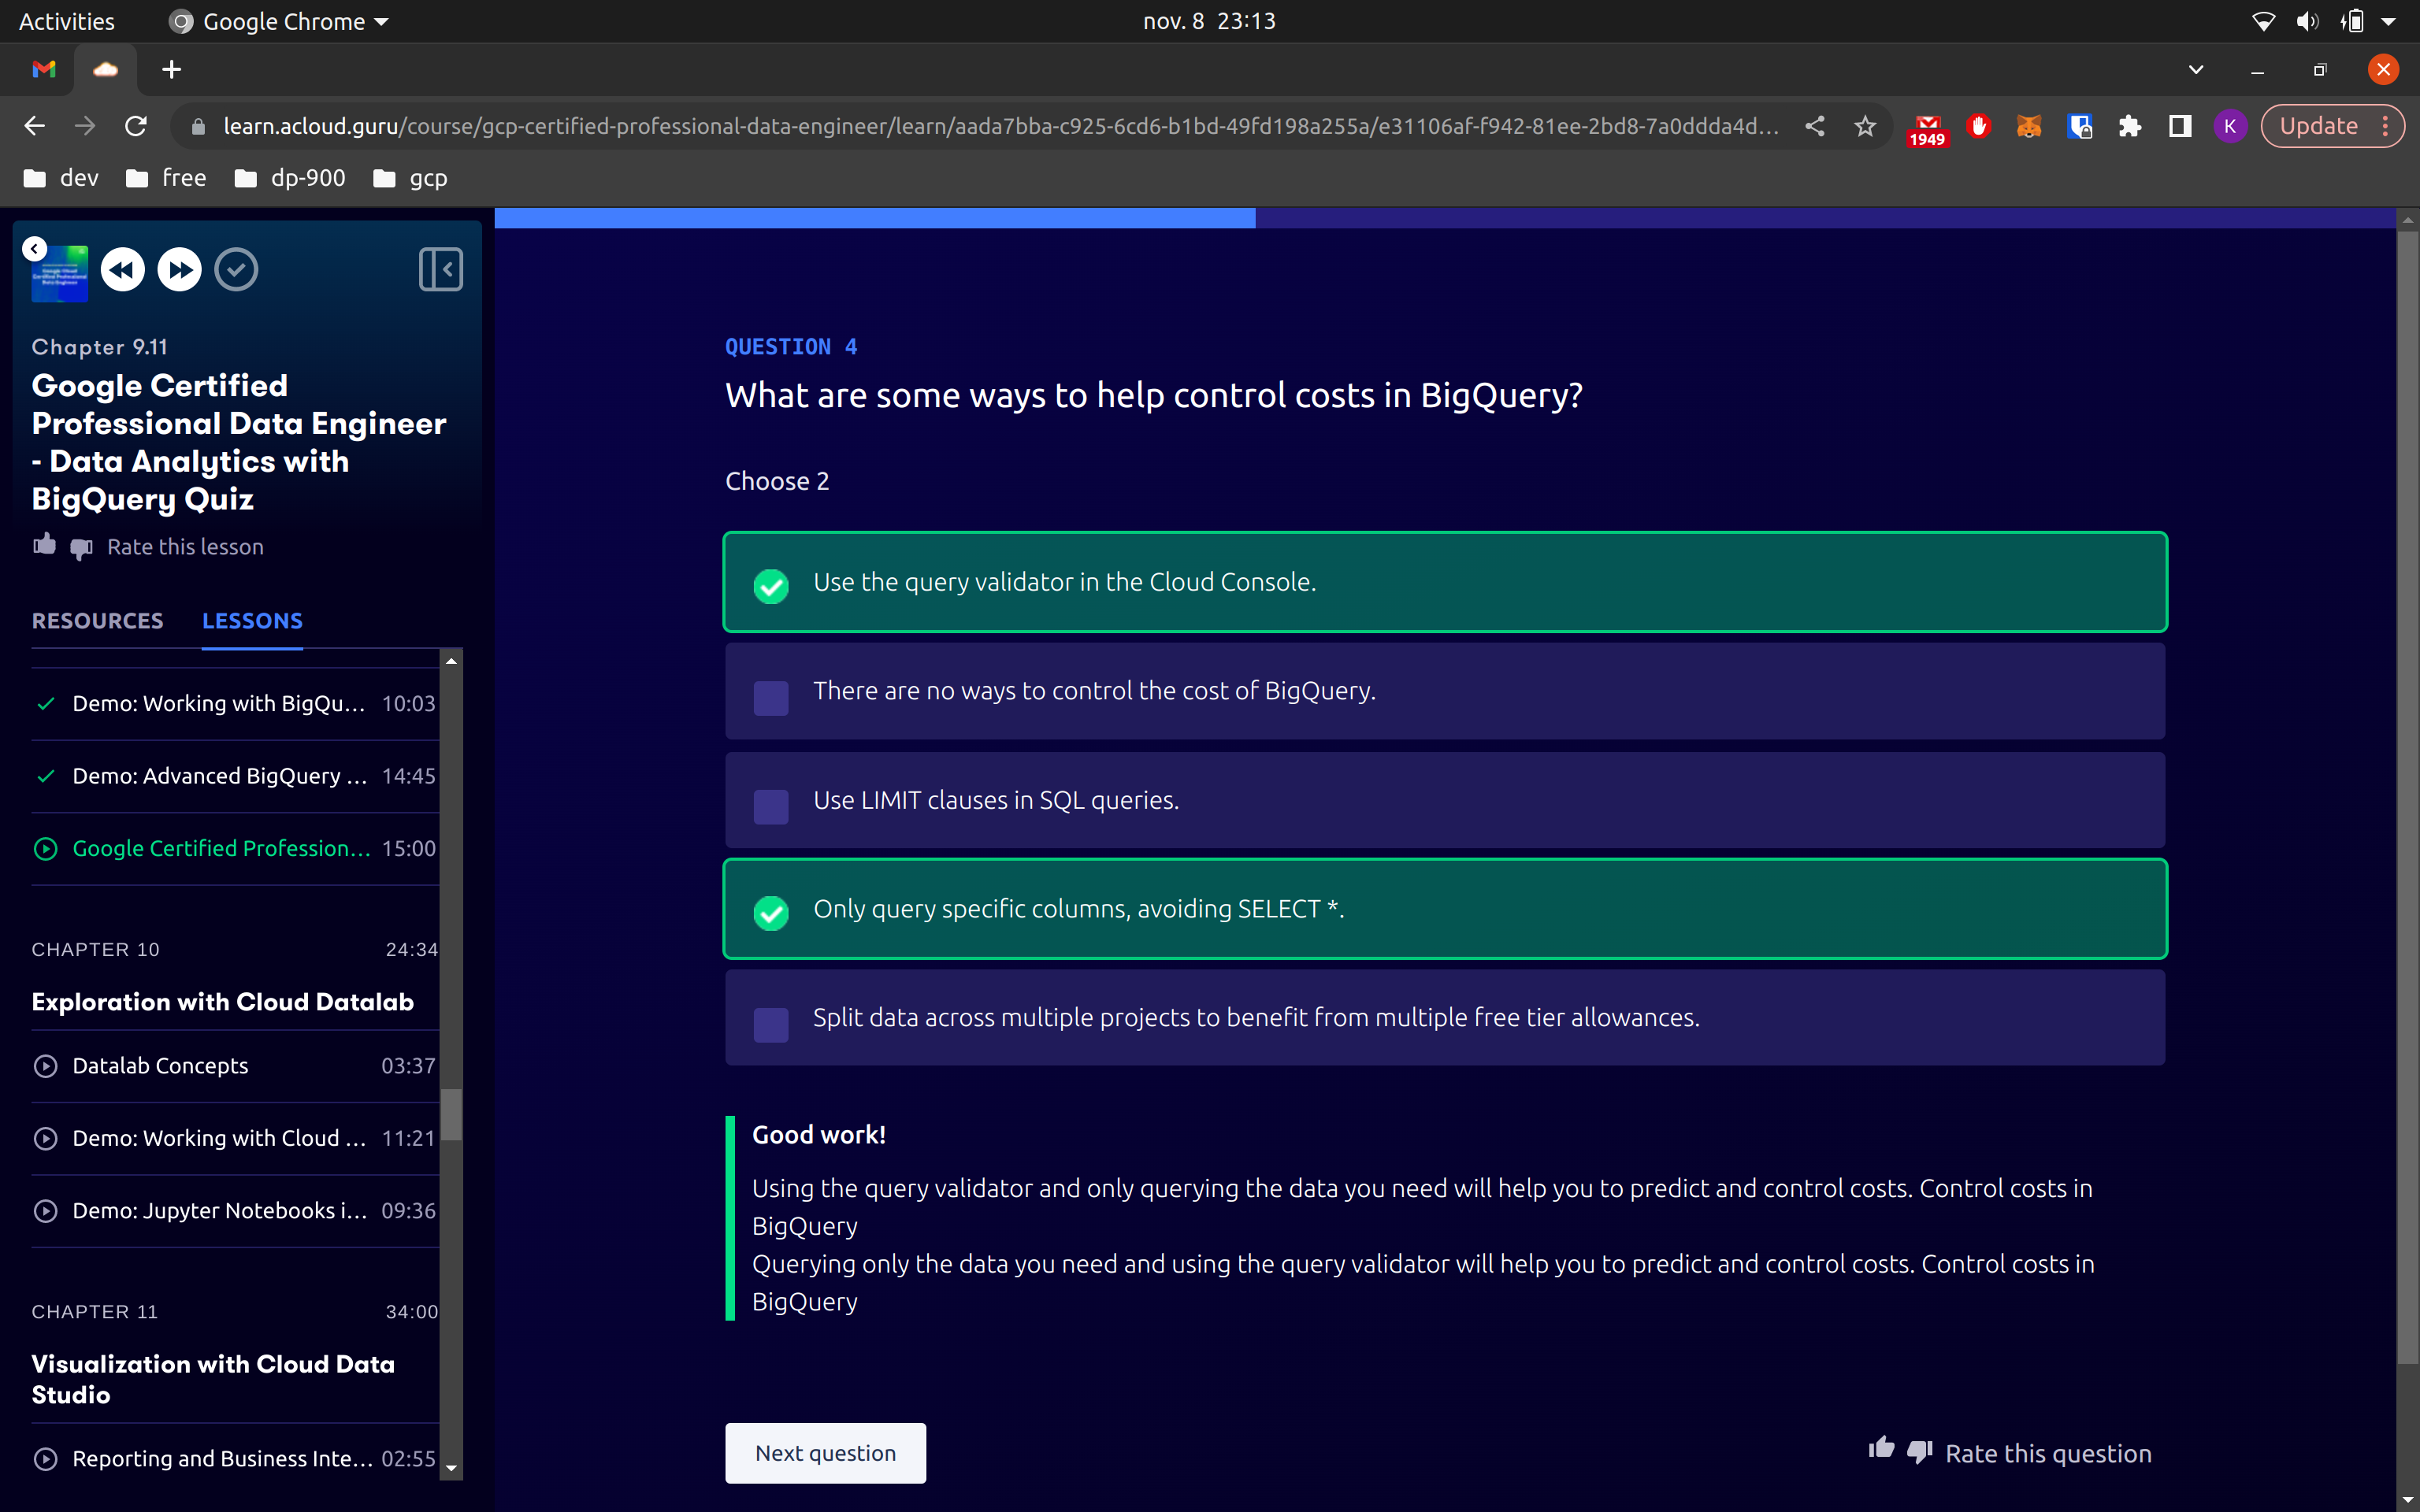 Activities
Google Chrome
nov. 8 23:13
learn.acloud.guru/course/gcp-certified-professional-data-engineer/learn/aada7bba-c925-6cd6-b1bd-49fd198a255a/e31106af-f942-81ee-2bd8-7a0ddda4d...
1949
K
Update
dev
free
dp-900
gcp
Chapter 9.11
Google Certified
Professional Data Engineer
- Data Analytics with
BigQuery Quiz
Rate this lesson
RESOURCES
LESSONS
Demo: Working with BigQu... 10:03
Demo: Advanced BigQuery ... 14:45
Google Certified Profession... 15:00
CHAPTER 10 24:34
Exploration with Cloud Datalab
Datalab Concepts 03:37
Demo: Working with Cloud ... 11:21
Demo: Jupyter Notebooks i... 09:36
CHAPTER 11 34:00
Visualization with Cloud Data
Studio
Reporting and Business Inte... 02:55
QUESTION 4
What are some ways to help control costs in BigQuery?
Choose 2
Use the query validator in the Cloud Console.
There are no ways to control the cost of BigQuery.
Use LIMIT clauses in SQL queries.
Only query specific columns, avoiding SELECT *.
Split data across multiple projects to benefit from multiple free tier allowances.
Good work!
Using the query validator and only querying the data you need will help you to predict and control costs. Control costs in
BigQuery
Querying only the data you need and using the query validator will help you to predict and control costs. Control costs in
BigQuery
Next question
Rate this question